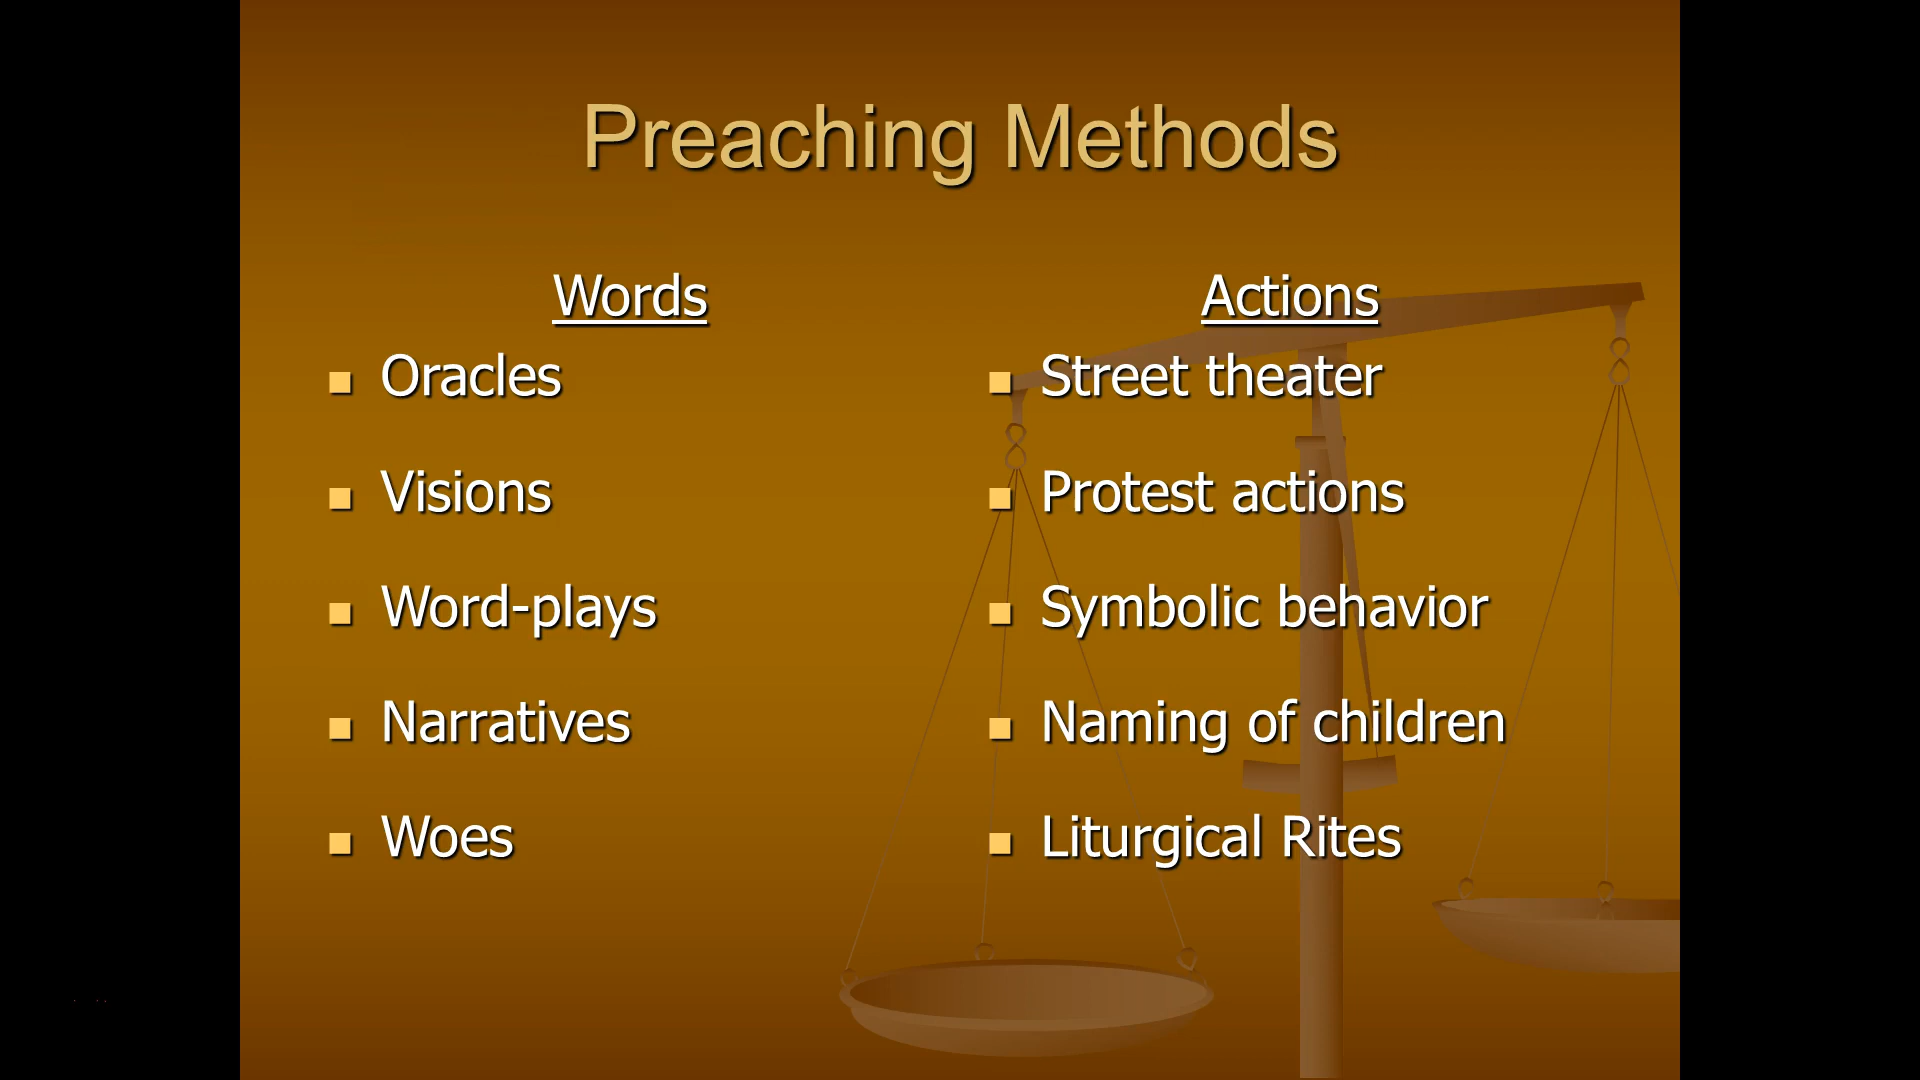 Preaching Methods
Words
Oracles
Visions
Word-plays
Narratives
Woes
Actions
Street theater
Protest actions
Symbolic behavior
Naming of children
Liturgical Rites